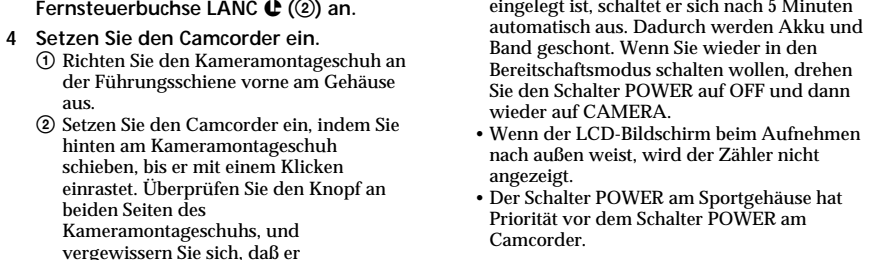 Fernsteuerbuchse LANC (②) an.
4 Setzen Sie den Camcorder ein.
① Richten Sie den Kameramontageschuh an
der Führungsschiene vorne am Gehäuse
aus.
② Setzen Sie den Camcorder ein, indem Sie
hinten am Kameramontageschuh
schieben, bis er mit einem Klicken
einrastet. Überprüfen Sie den Knopf an
beiden Seiten des
Kameramontageschuhs, und
vergewissern Sie sich, daß er
eingelegt ist, schaltet er sich nach 5 Minuten
automatisch aus. Dadurch werden Akku und
Band geschont. Wenn Sie wieder in den
Bereitschaftsmodus schalten wollen, drehen
Sie den Schalter POWER auf OFF und dann
wieder auf CAMERA.
• Wenn der LCD-Bildschirm beim Aufnehmen
nach außen weist, wird der Zähler nicht
angezeigt.
• Der Schalter POWER am Sportgehäuse hat
Priorität vor dem Schalter POWER am
Camcorder.